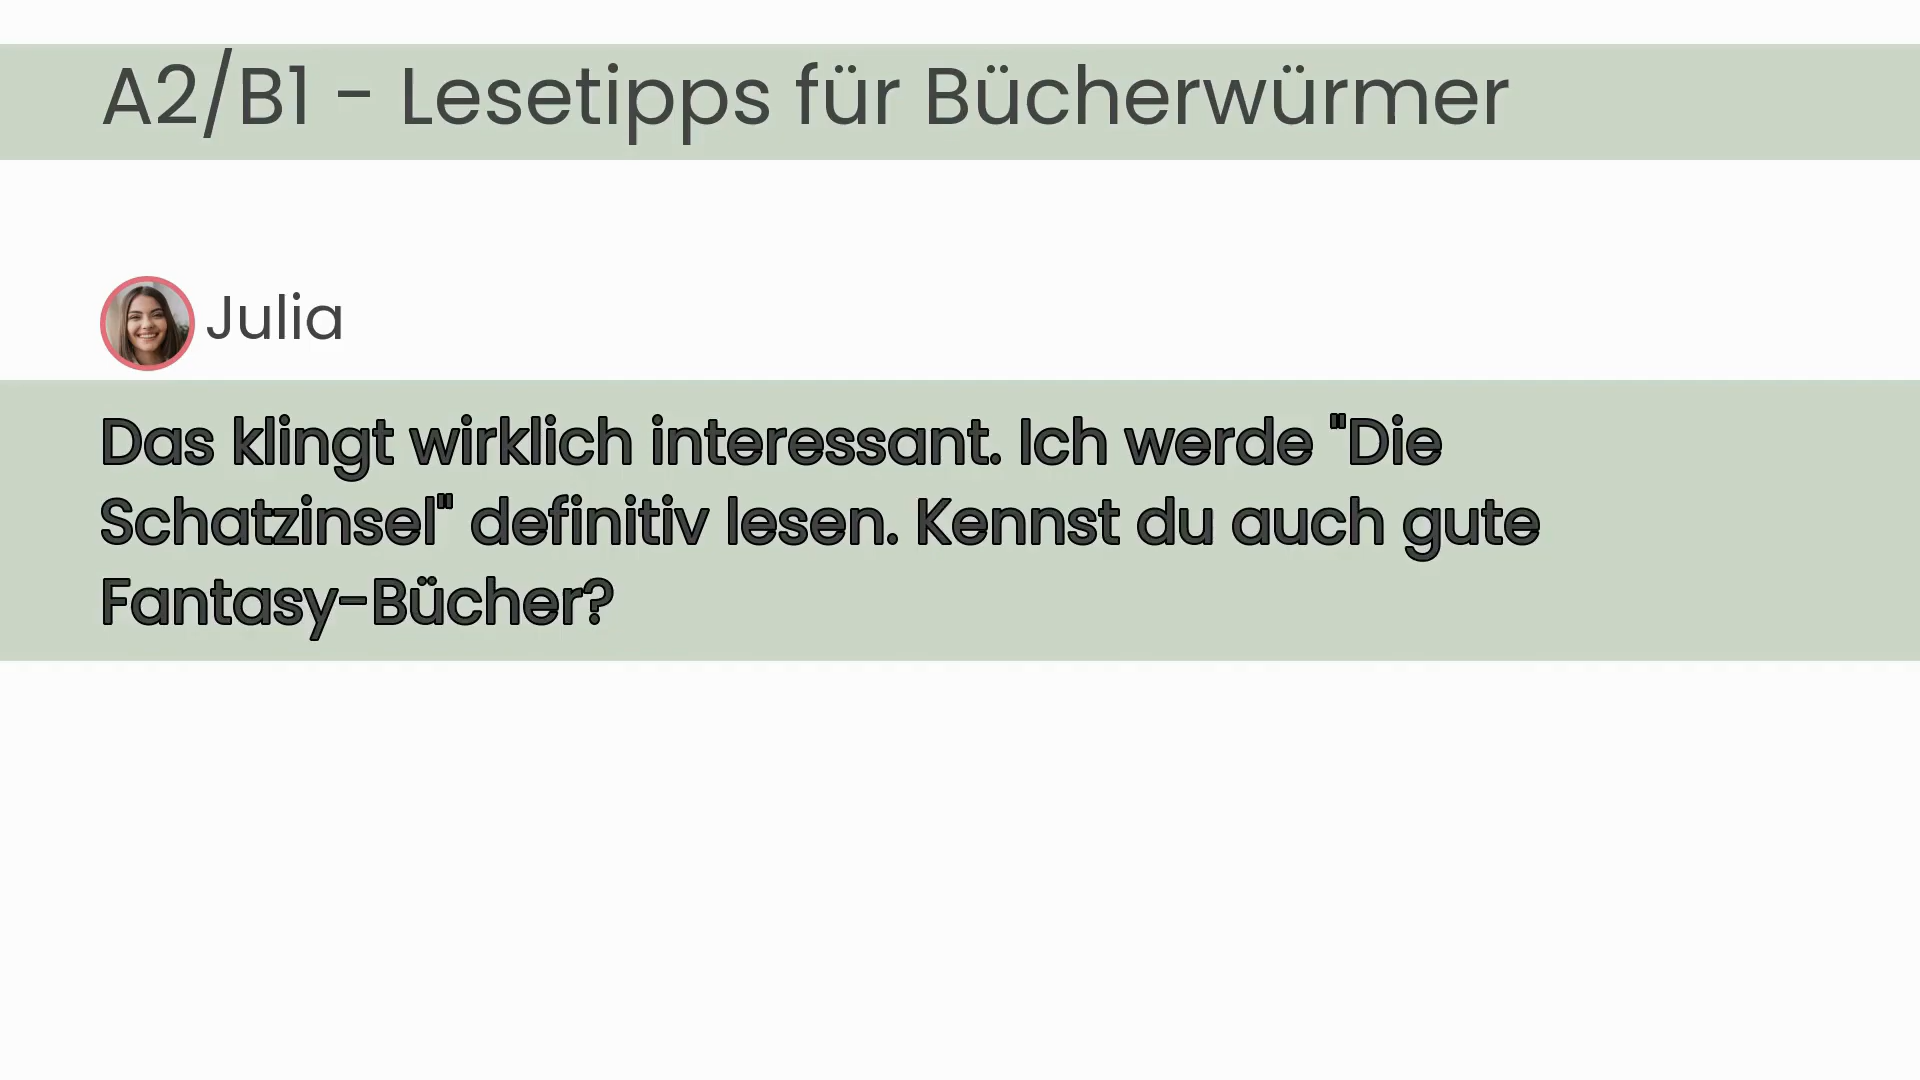 A2/B1 - Lesetipps für Bücherwürmer
Julia
Das klingt wirklich interessant. Ich werde "Die
Schatzinsel" definitiv lesen. Kennst du auch gute
Fantasy-Bücher?